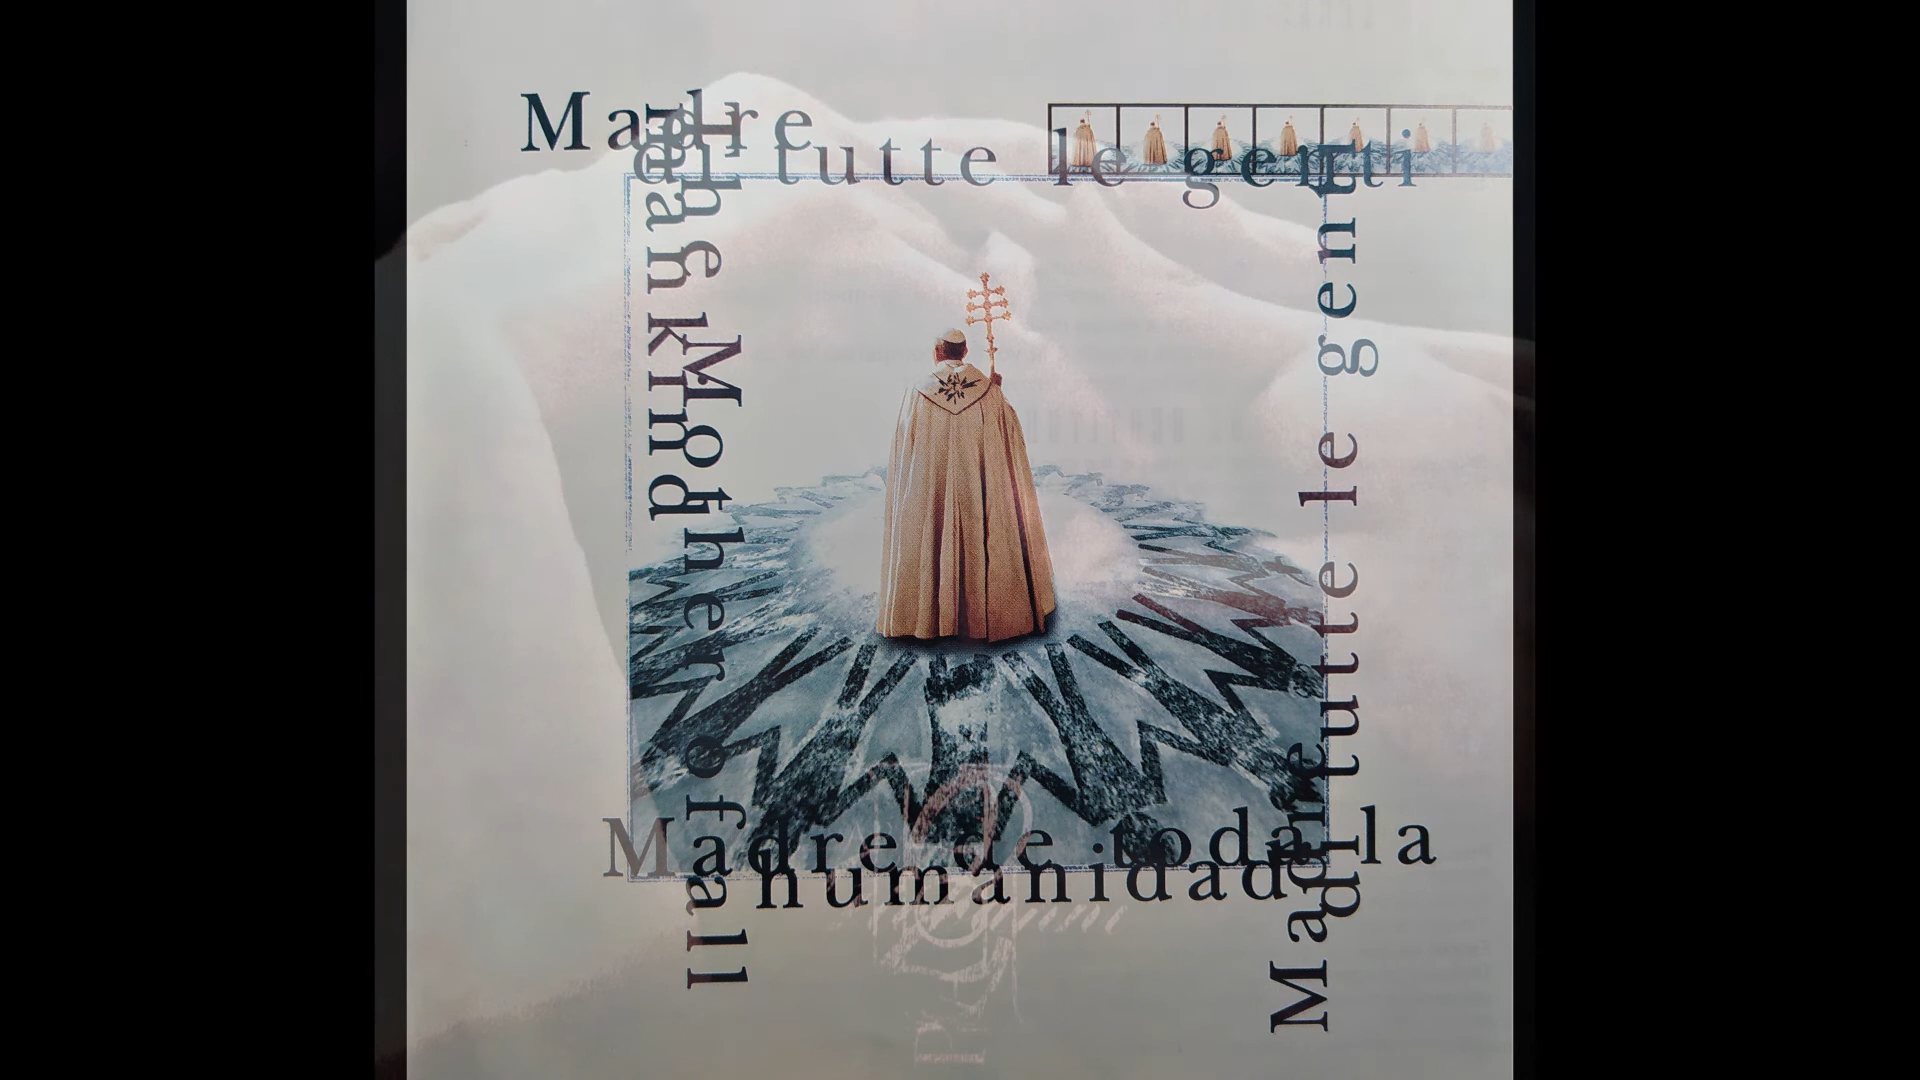 Madre
di tutte le genti
The Mother of all
mankind
Madre
di tutte le genti
Madre de toda la
humanidad